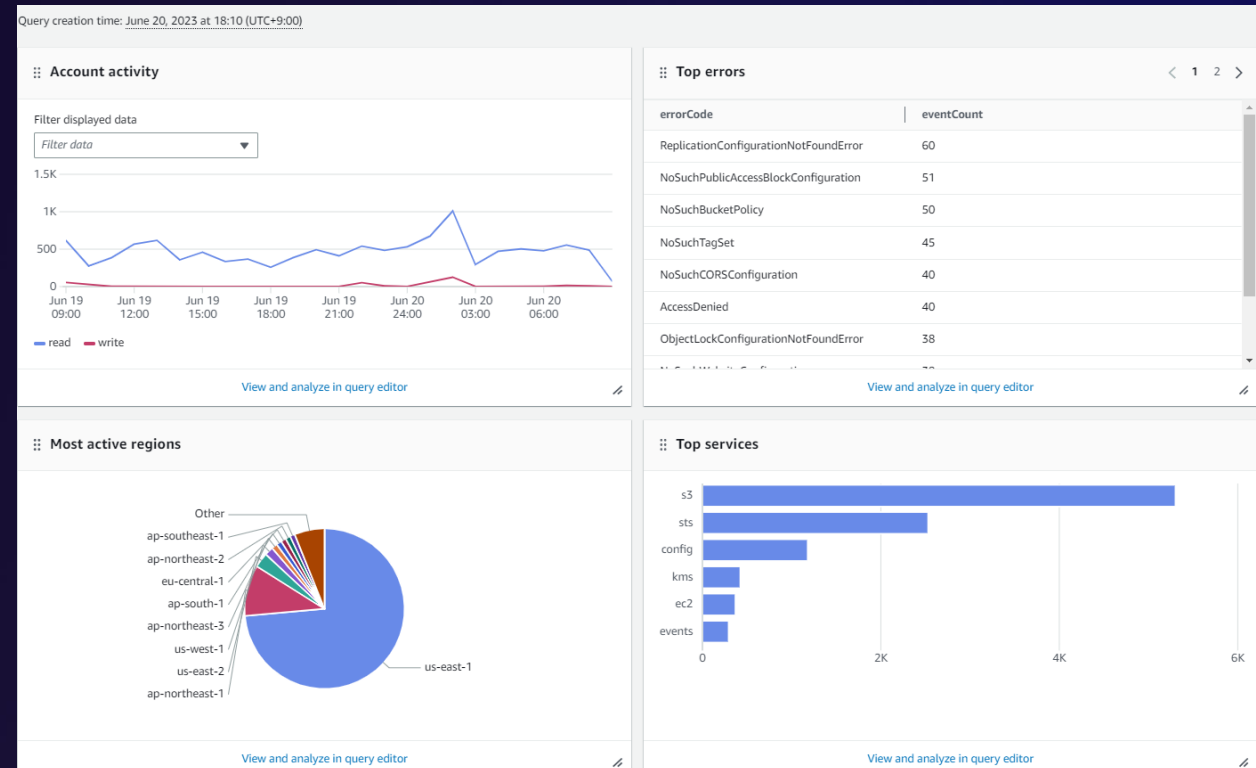 Query creation time: June 20, 2023 at 18:10 (UTC+9:00)
Account activity
Filter displayed data
Filter data
1.5K
1K
500
0
Jun 19 Jun 19 Jun 19 Jun 19 Jun 19 Jun 20 Jun 20 Jun 20
09:00 12:00 15:00 18:00 21:00 24:00 03:00 06:00
read write
View and analyze in query editor
Top errors
1 2
errorCode eventCount
ReplicationConfigurationNotFoundError 60
NoSuchPublicAccessBlockConfiguration 51
NoSuchBucketPolicy 50
NoSuchTagSet 45
NoSuchCORSConfiguration 40
AccessDenied 40
ObjectLockConfigurationNotFoundError 38
View and analyze in query editor
Most active regions
Other
ap-southeast-1
ap-northeast-2
eu-central-1
ap-south-1
ap-northeast-3
us-west-1
us-east-2
ap-northeast-1
us-east-1
View and analyze in query editor
Top services
s3
sts
config
kms
ec2
events
0 2K 4K 6K
View and analyze in query editor